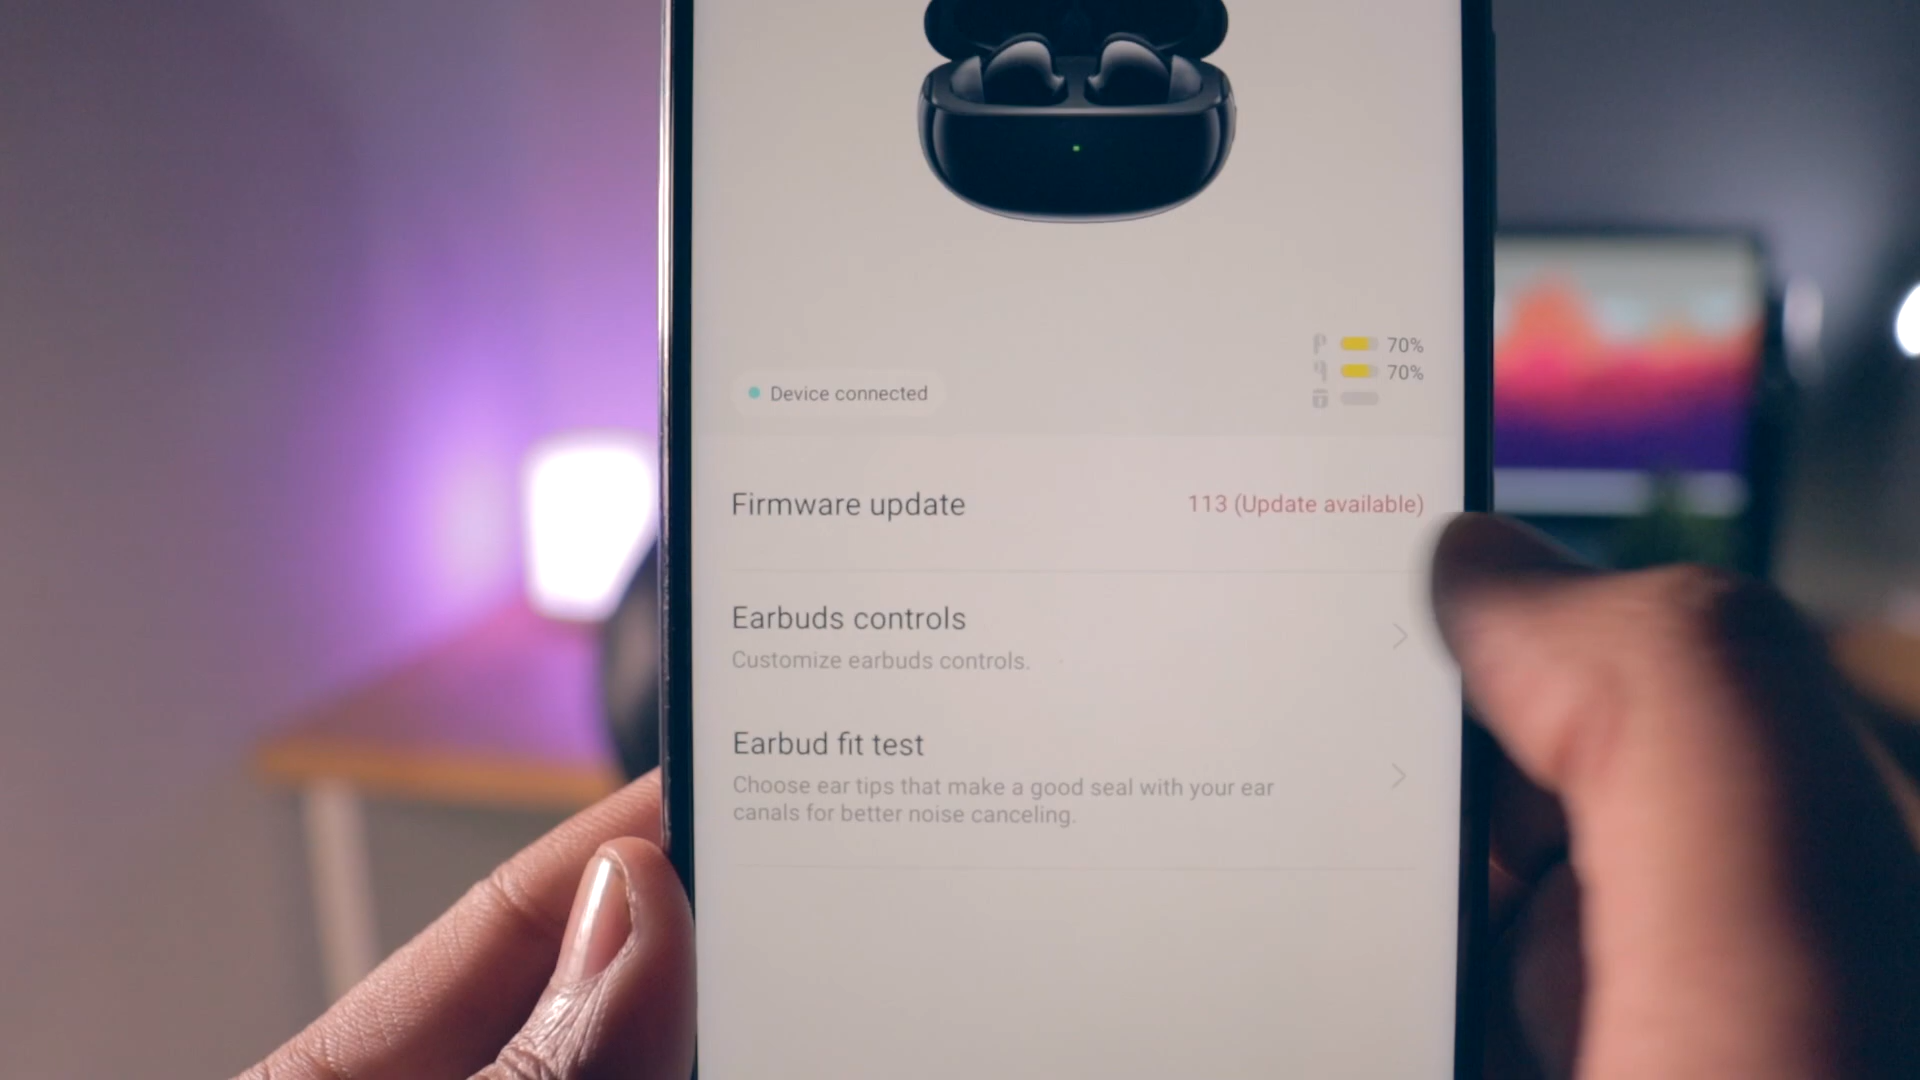 70%
70%
Device connected
Firmware update 113 (Update available)
Earbuds controls
Customize earbuds controls.
Earbud fit test
Choose ear tips that make a good seal with your ear
canals for better noise canceling.